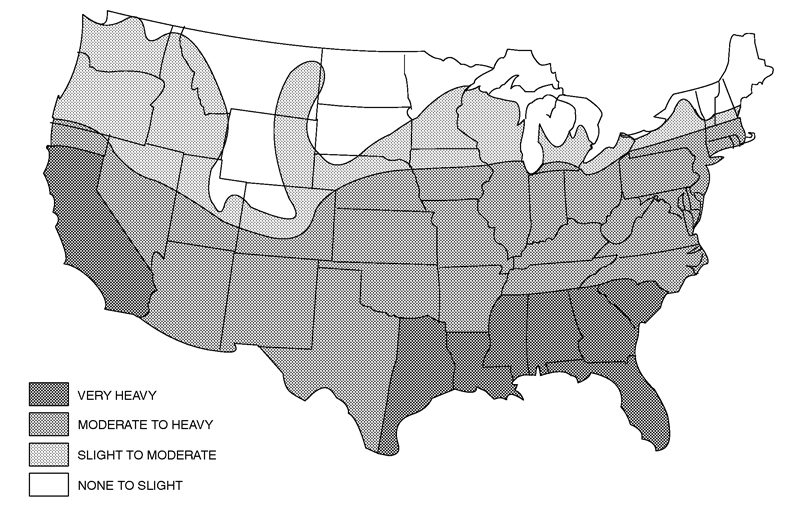 VERY HEAVY
MODERATE TO HEAVY
SLIGHT TO MODERATE
NONE TO SLIGHT